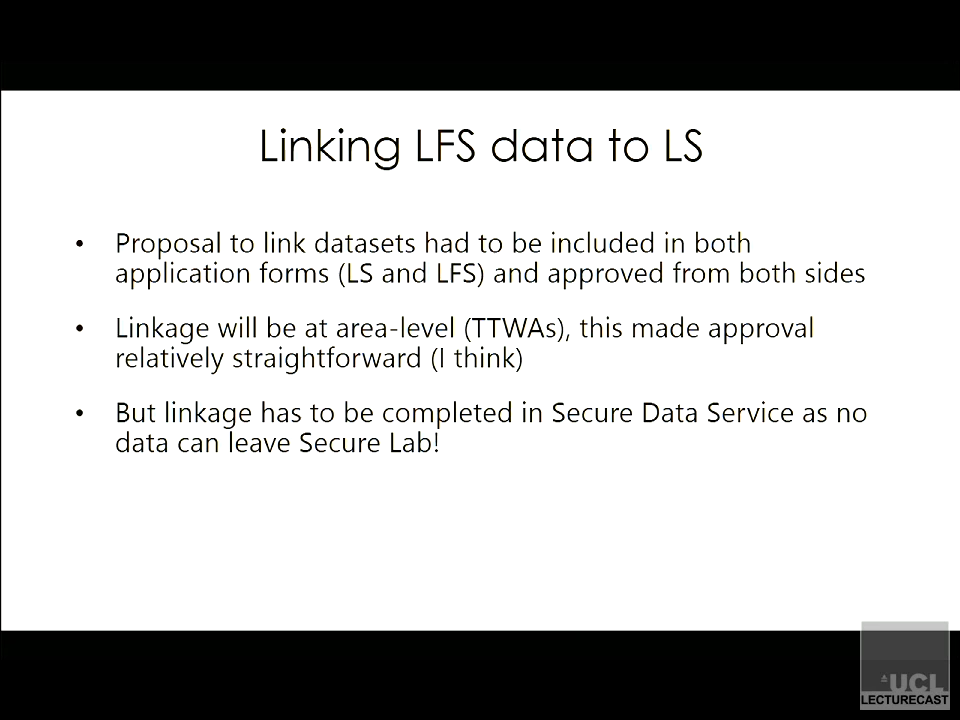 Linking LFS data to LS
• Proposal to link datasets had to be included in both
application forms (LS and LFS) and approved from both sides
• Linkage will be at area-level (TTWAs), this made approval
relatively straightforward (I think)
• But linkage has to be completed in Secure Data Service as no
data can leave Secure Lab!
UCL
LECTURECAST